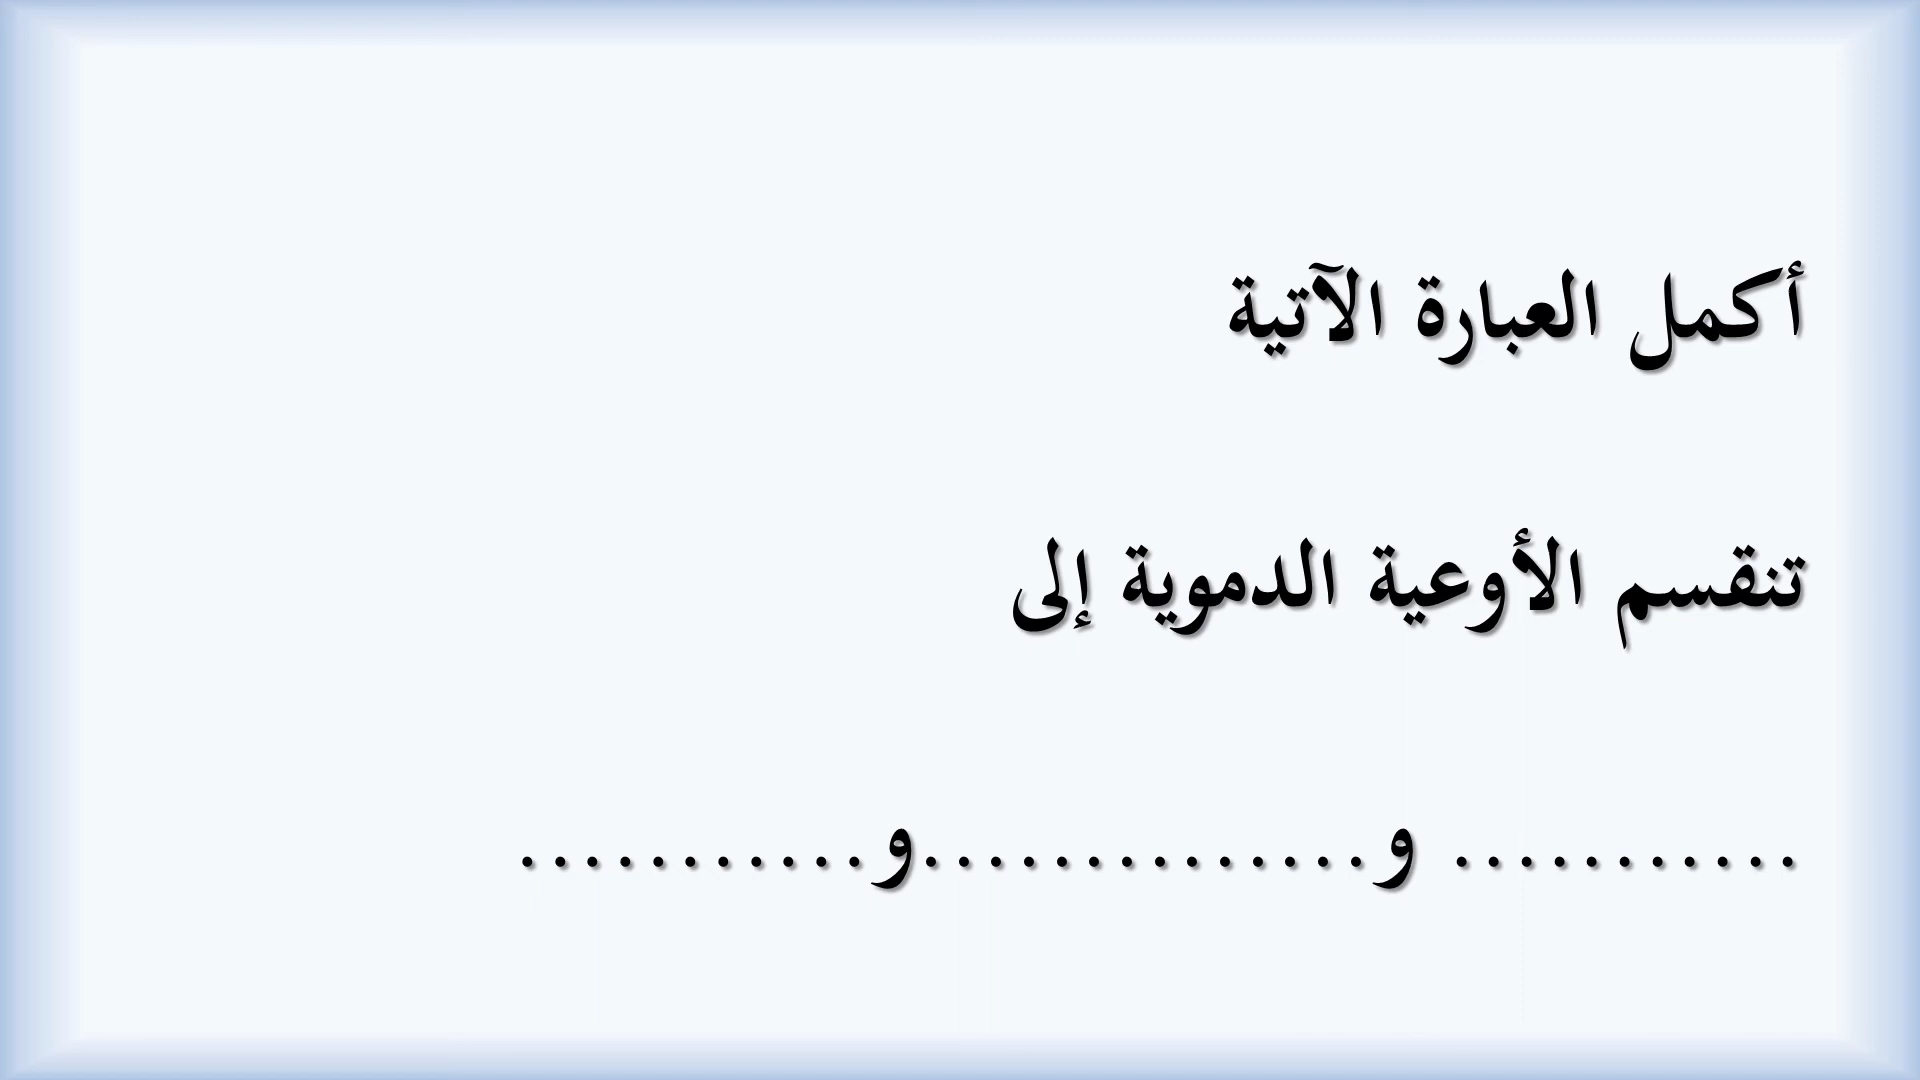 أكمل العبارة الآتية
تنقسم الأوعية الدموية إلى
........... و..............و...........